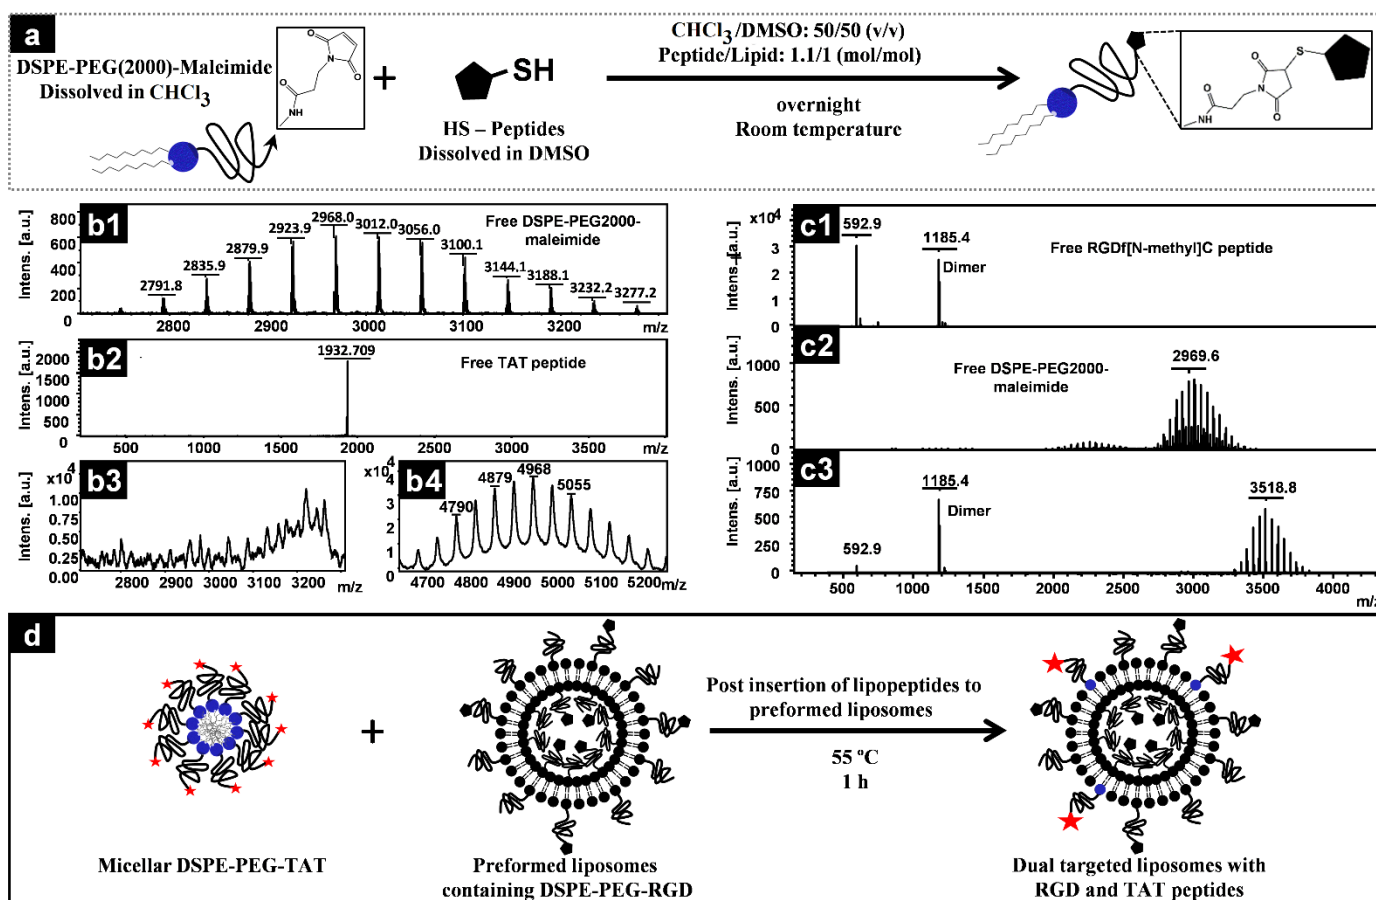 a
DSPE-PEG(2000)-Maleimide
Dissolved in CHCl3
O
N
O
O
NH
+
SH
HS – Peptides
Dissolved in DMSO
CHCl3/DMSO: 50/50 (v/v)
Peptide/Lipid: 1.1/1 (mol/mol)
overnight
Room temperature
O
S
N
O
O
NH
b1
Free DSPE-PEG2000-
maleimide
Intens. [a.u.]
800
600
400
200
0
2791.8
2835.9
2879.9
2923.9
2968.0
3012.0
3056.0
3100.1
3144.1
3188.1
3232.2
3277.2
2800 2900 3000 3100 3200 m/z
b2
Free TAT peptide
Intens. [a.u.]
2000
1500
1000
500
0
1932.709
500 1000 1500 2000 2500 3000 3500 m/z
b3
Intens. [a.u.]
x10 4
1.00
0.75
0.50
0.25
0.00
2800 2900 3000 3100 3200 m/z
b4
x10 4
4
3
2
1
0
4790
4879
4968
5055
4700 4800 4900 5000 5100 5200 m/z
c1
Free RGDf[N-methyl]C peptide
Intens. [a.u.]
x10 4
3
2
1
0
592.9
1185.4
Dimer
c2
Free DSPE-PEG2000-
maleimide
Intens. [a.u.]
1000
500
0
2969.6
c3
Intens. [a.u.]
1000
750
500
250
0
592.9
1185.4
Dimer
3518.8
500 1000 1500 2000 2500 3000 3500 4000 m/z
d
+
Post insertion of lipopeptides to
preformed liposomes
55 ºC
1 h
Micellar DSPE-PEG-TAT
Preformed liposomes
containing DSPE-PEG-RGD
Dual targeted liposomes with
RGD and TAT peptides